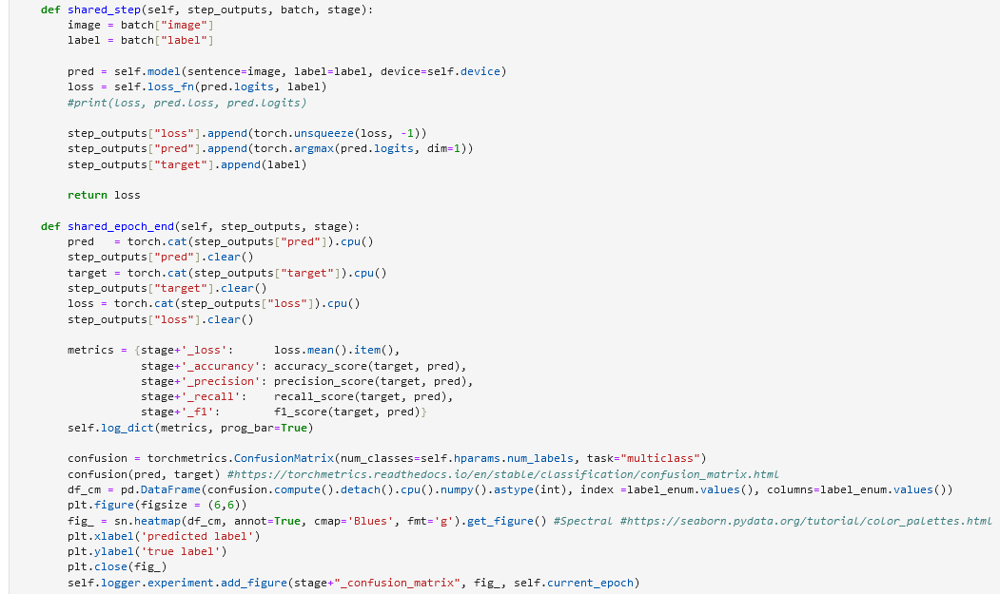 def shared_step(self, step_outputs, batch, stage):
    image = batch["image"]
    label = batch["label"]

    pred = self.model(sentence=image, label=label, device=self.device)
    loss = self.loss_fn(pred.logits, label)
    #print(loss, pred.loss, pred.logits)

    step_outputs["loss"].append(torch.unsqueeze(loss, -1))
    step_outputs["pred"].append(torch.argmax(pred.logits, dim=1))
    step_outputs["target"].append(label)

    return loss

def shared_epoch_end(self, step_outputs, stage):
    pred   = torch.cat(step_outputs["pred"]).cpu()
    step_outputs["pred"].clear()
    target = torch.cat(step_outputs["target"]).cpu()
    step_outputs["target"].clear()
    loss = torch.cat(step_outputs["loss"]).cpu()
    step_outputs["loss"].clear()

    metrics = {stage+'_loss':      loss.mean().item(),
               stage+'_accurancy': accuracy_score(target, pred),
               stage+'_precision': precision_score(target, pred),
               stage+'_recall':    recall_score(target, pred),
               stage+'_f1':        f1_score(target, pred)}
    self.log_dict(metrics, prog_bar=True)

    confusion = torchmetrics.ConfusionMatrix(num_classes=self.hparams.num_labels, task="multiclass")
    confusion(pred, target) #https://torchmetrics.readthedocs.io/en/stable/classification/confusion_matrix.html
    df_cm = pd.DataFrame(confusion.compute().detach().cpu().numpy().astype(int), index =label_enum.values(), columns=label_enum.values())
    plt.figure(figsize = (6,6))
    fig_ = sn.heatmap(df_cm, annot=True, cmap='Blues', fmt='g').get_figure() #Spectral #https://seaborn.pydata.org/tutorial/color_palettes.html
    plt.xlabel('predicted label')
    plt.ylabel('true label')
    plt.close(fig_)
    self.logger.experiment.add_figure(stage+"_confusion_matrix", fig_, self.current_epoch)